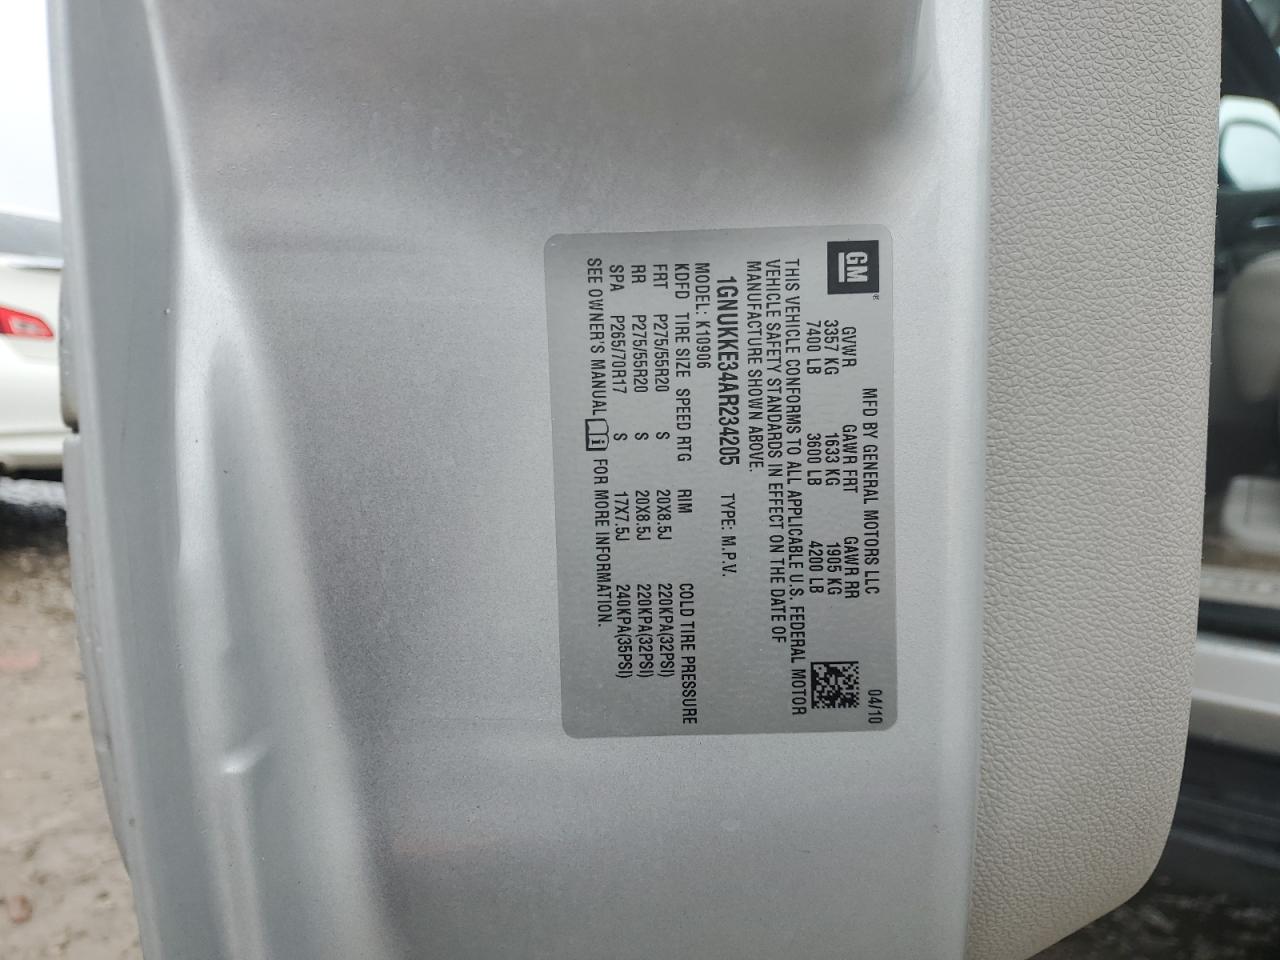 GM®
MFD BY GENERAL MOTORS LLC 04/10
GVWR GAWR FRT GAWR RR
3357 KG 1633 KG 1905 KG
7400 LB 3600 LB 4200 LB
THIS VEHICLE CONFORMS TO ALL APPLICABLE U.S. FEDERAL MOTOR
VEHICLE SAFETY STANDARDS IN EFFECT ON THE DATE OF
MANUFACTURE SHOWN ABOVE.
1GNUKKE34AR234205 TYPE: M.P.V.
MODEL: K10906
KDFD TIRE SIZE SPEED RTG RIM COLD TIRE PRESSURE
FRT P275/55R20 S 20X8.5J 220KPA(32PSI)
RR P275/55R20 S 20X8.5J 220KPA(32PSI)
SPA P265/70R17 S 17X7.5J 240KPA(35PSI)
SEE OWNER'S MANUAL i FOR MORE INFORMATION.